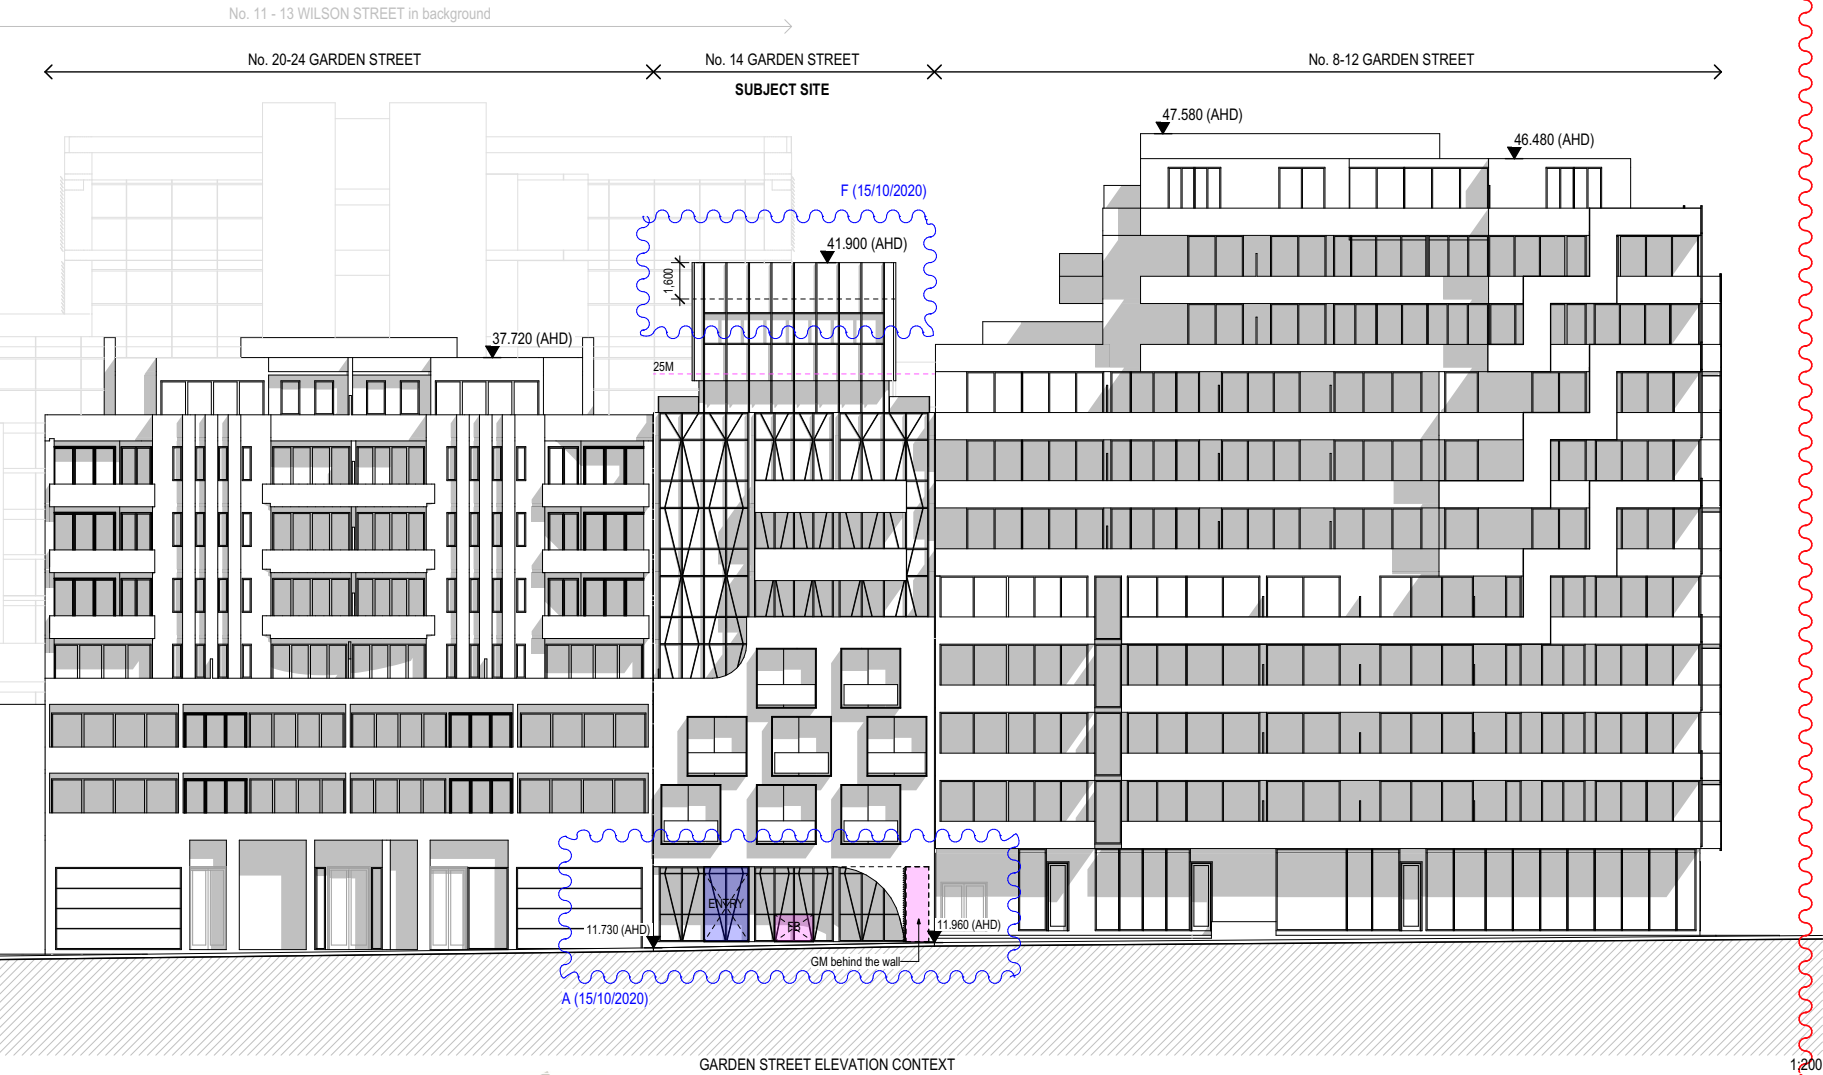 No. 11 - 13 WILSON STREET in background
No. 20-24 GARDEN STREET
No. 14 GARDEN STREET
No. 8-12 GARDEN STREET
SUBJECT SITE
47.580 (AHD)
46.480 (AHD)
F (15/10/2020)
41.900 (AHD)
1,600
37.720 (AHD)
25M
ENTRY
FB
11.730 (AHD)
11.960 (AHD)
GM behind the wall
A (15/10/2020)
GARDEN STREET ELEVATION CONTEXT
1:200